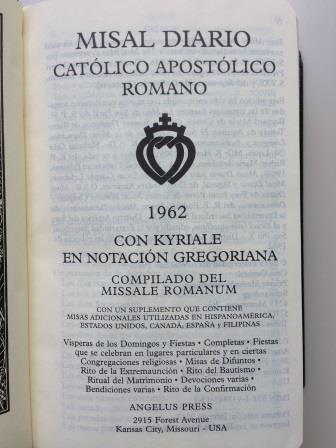 MISAL DIARIO
CATÓLICO APOSTÓLICO
ROMANO
1962
CON KYRIALE
EN NOTACIÓN GREGORIANA
COMPILADO DEL
MISSALE ROMANUM
CON UN SUPLEMENTO QUE CONTIENE
MISAS ADICIONALES UTILIZADAS EN HISPANOAMÉRICA,
ESTADOS UNIDOS, CANADÁ, ESPAÑA y FILIPINAS
Vísperas de los Domingos y Fiestas • Completas • Fiestas
que se celebran en lugares particulares y en ciertas
Congregaciones religiosas • Misas de Difuntos •
Rito de la Extremaunción • Rito del Bautismo •
Ritual del Matrimonio • Devociones varias •
Bendiciones varias • Rito de la Confirmación
ANGELUS PRESS
2915 Forest Avenue
Kansas City, Missouri - USA